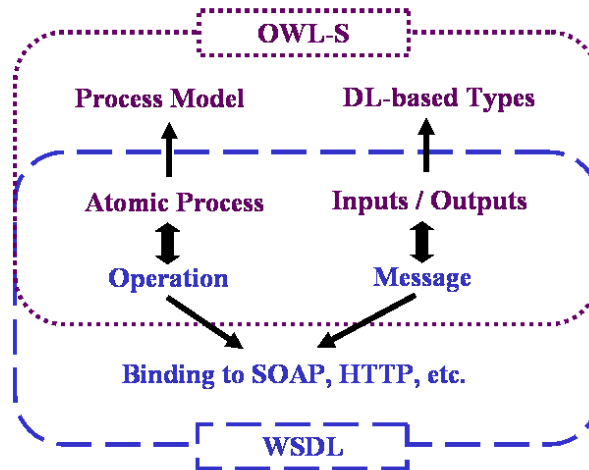 OWL-S
Process Model DL-based Types
Atomic Process Inputs / Outputs
Operation Message
Binding to SOAP, HTTP, etc.
WSDL